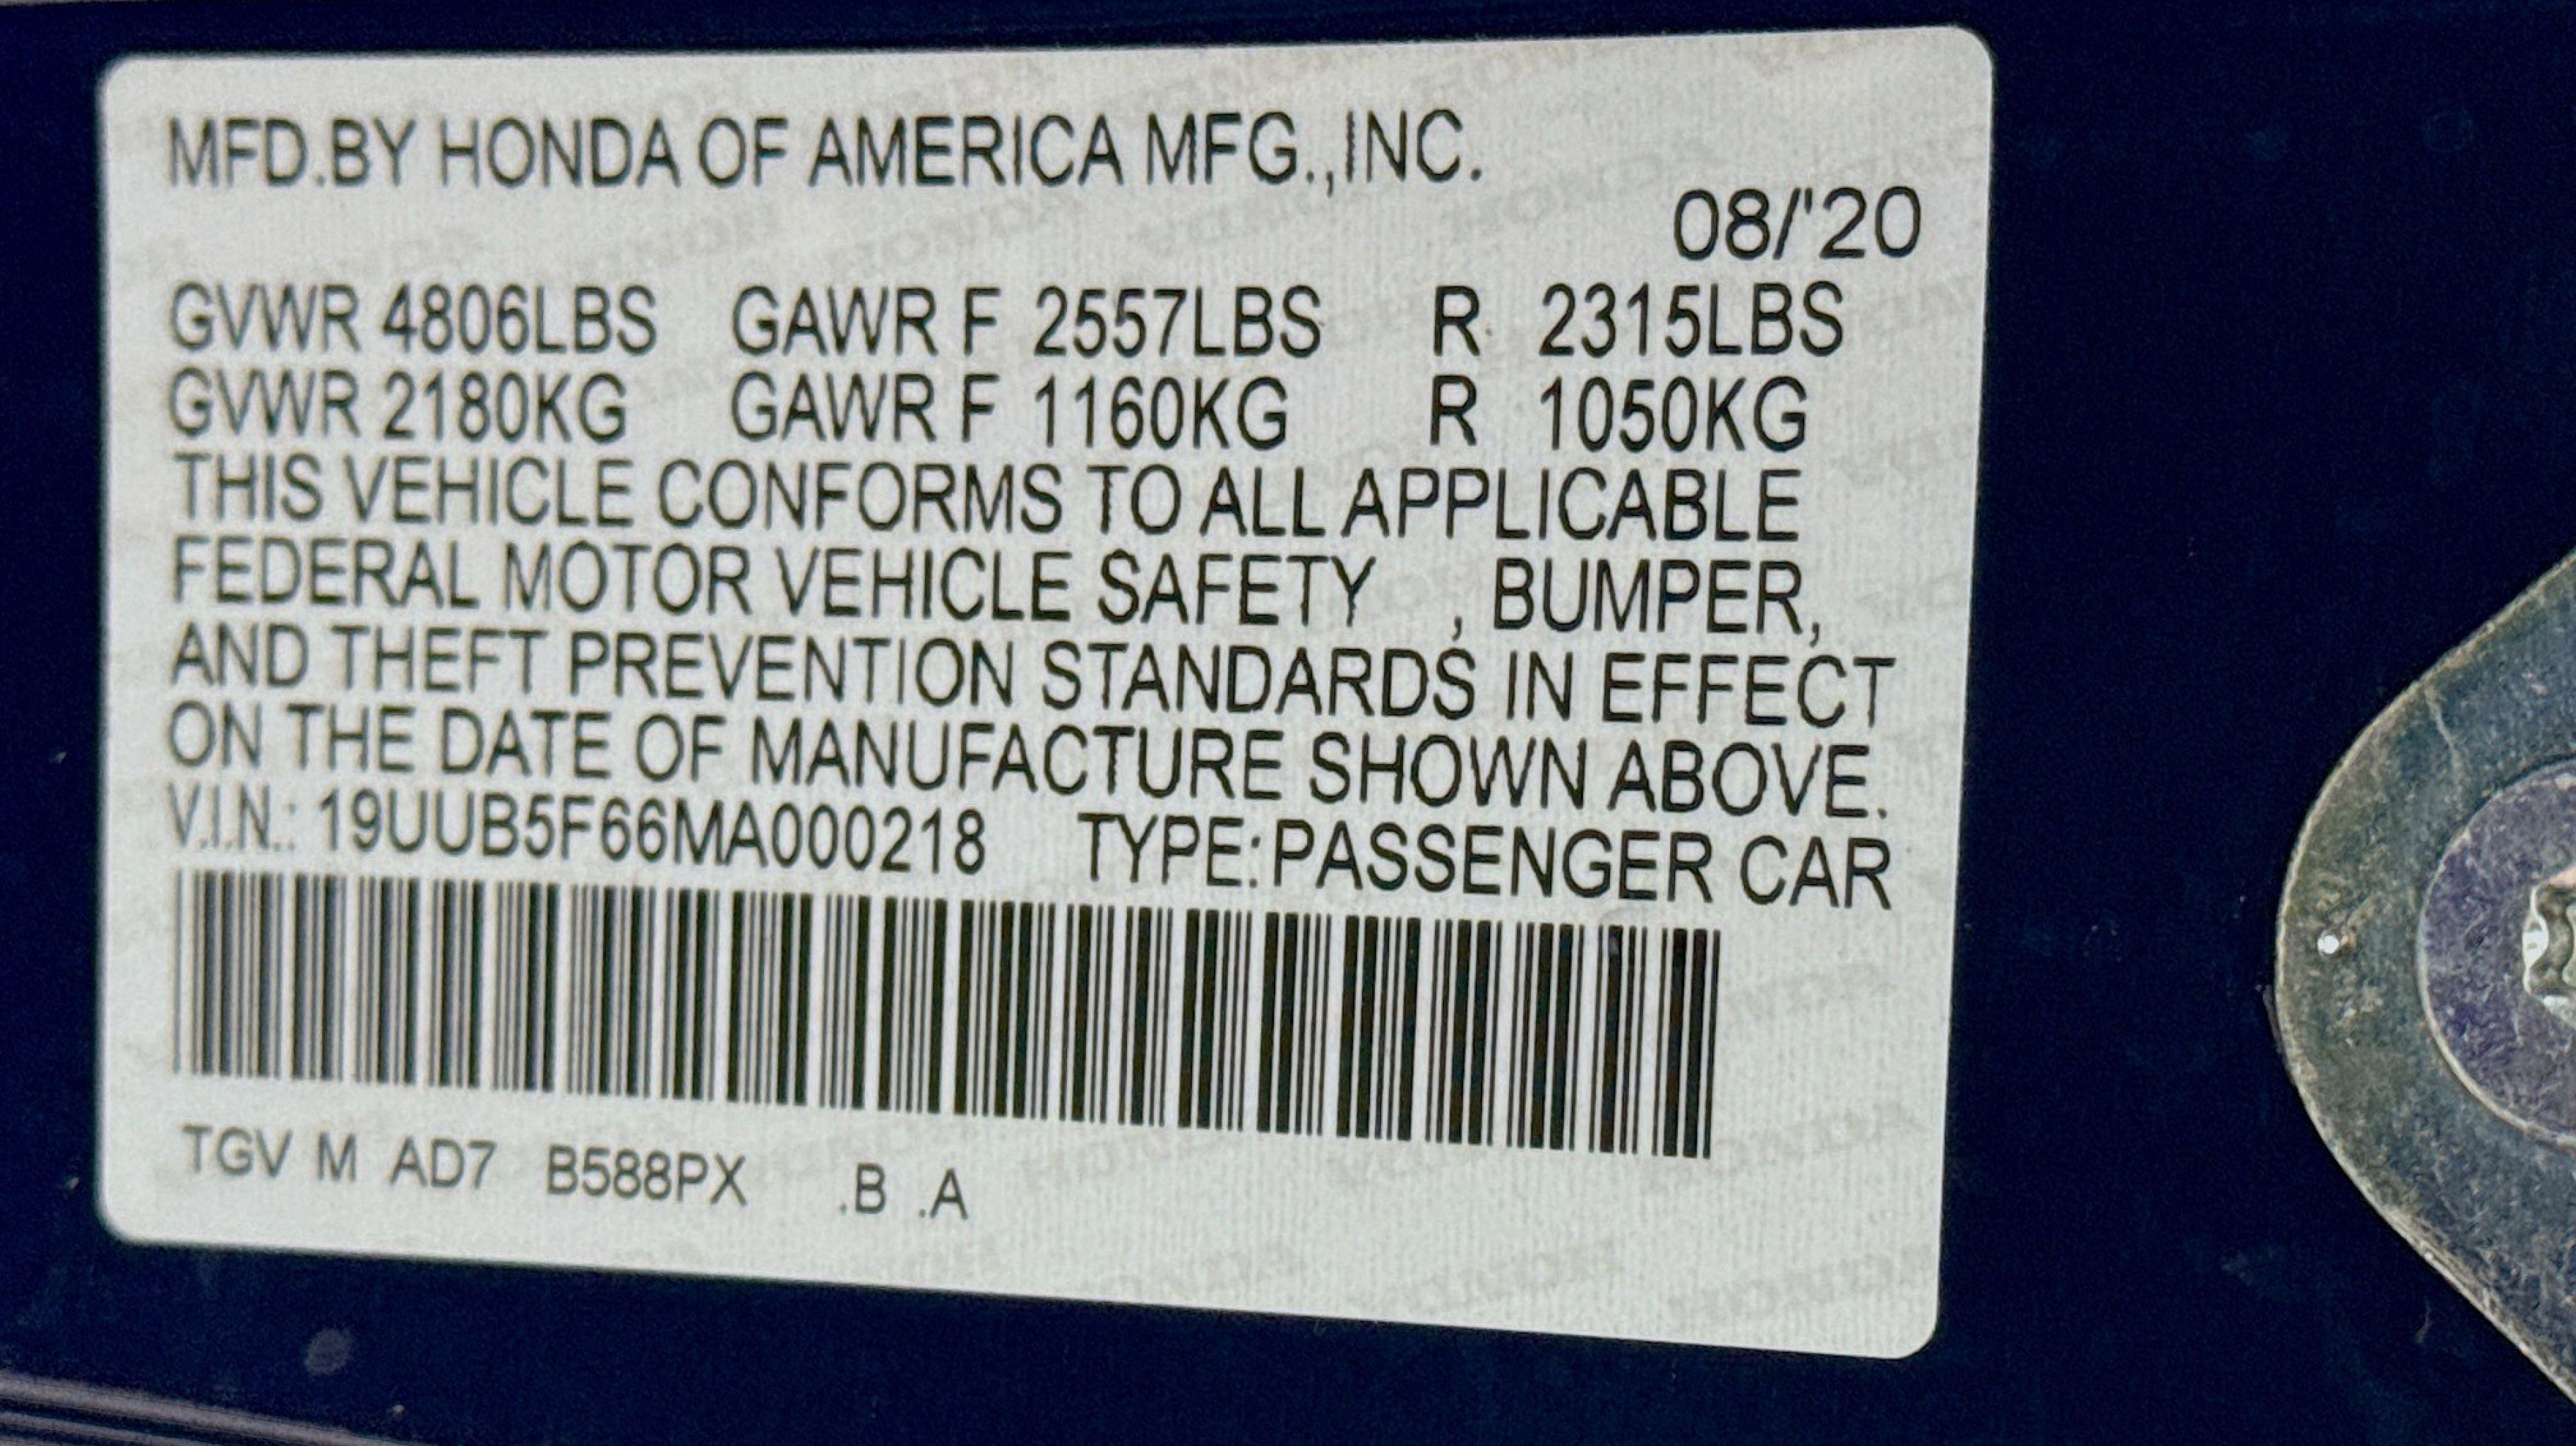 MFD.BY HONDA OF AMERICA MFG.,INC.
08/'20
GVWR 4806LBS GAWR F 2557LBS R 2315LBS
GVWR 2180KG GAWR F 1160KG R 1050KG
THIS VEHICLE CONFORMS TO ALL APPLICABLE
FEDERAL MOTOR VEHICLE SAFETY , BUMPER,
AND THEFT PREVENTION STANDARDS IN EFFECT
ON THE DATE OF MANUFACTURE SHOWN ABOVE.
V.I.N.: 19UUB5F66MA000218 TYPE:PASSENGER CAR
TGV M AD7 B588PX .B .A